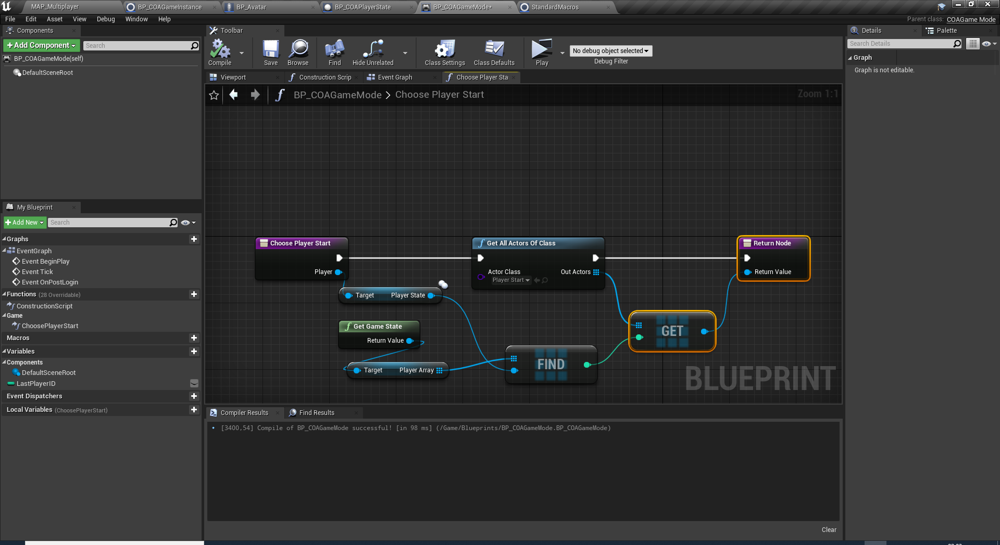 MAP_Multiplayer
BP_COAGameInstance
BP_Avatar
BP_COAPlayerState
BP_COAGameMode*
StandardMacros
File Edit Asset View Debug Window Help
Parent class: COAGame Mode
Components
Add Component
Search
BP_COAGameMode(self)
DefaultSceneRoot
Toolbar
Compile
Save
Browse
Find
Hide Unrelated
Class Settings
Class Defaults
Play
No debug object selected
Debug Filter
Details
Palette
Search Details
Graph
Graph is not editable.
Viewport
Construction Scrip
Event Graph
Choose Player Sta
BP_COAGameMode > Choose Player Start
Zoom 1:1
My Blueprint
Add New
Search
Graphs
EventGraph
Event BeginPlay
Event Tick
Event OnPostLogin
Functions (28 Overridable)
ConstructionScript
Game
ChoosePlayerStart
Macros
Variables
Components
DefaultSceneRoot
LastPlayerID
Event Dispatchers
Local Variables (ChoosePlayerStart)
Choose Player Start
Player
Get All Actors Of Class
Actor Class
Player Start
Out Actors
Return Node
Return Value
Target Player State
Get Game State
Return Value
Target Player Array
FIND
GET
BLUEPRINT
Compiler Results
Find Results
[3400,54] Compile of BP_COAGameMode successful! [in 98 ms] (/Game/Blueprints/BP_COAGameMode.BP_COAGameMode)
Clear